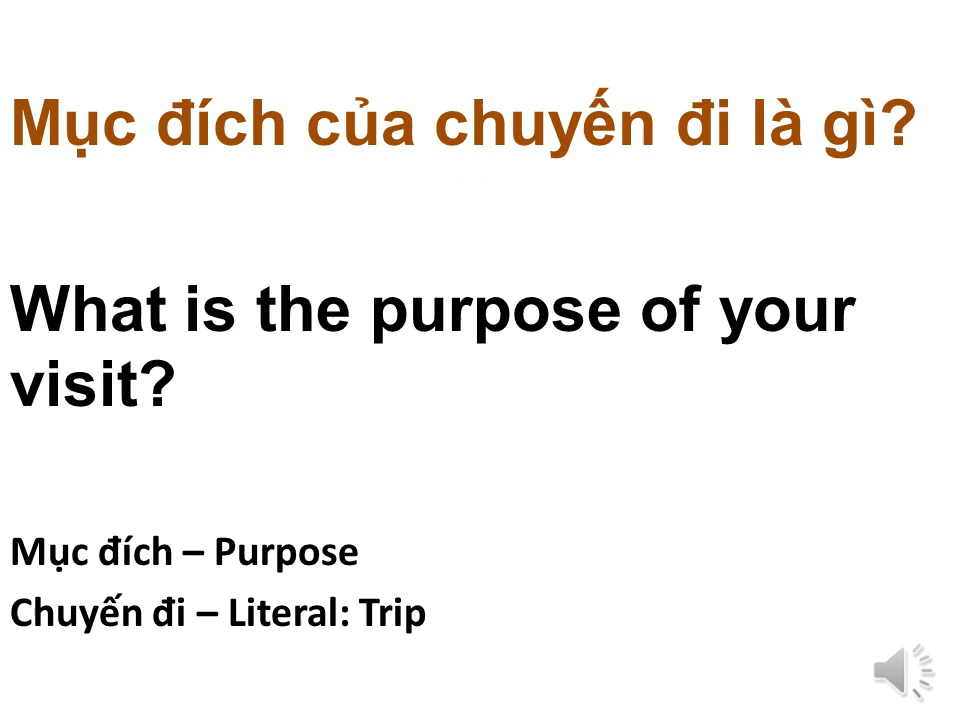 Mục đích của chuyến đi là gì?
What is the purpose of your
visit?
Mục đích – Purpose
Chuyến đi – Literal: Trip